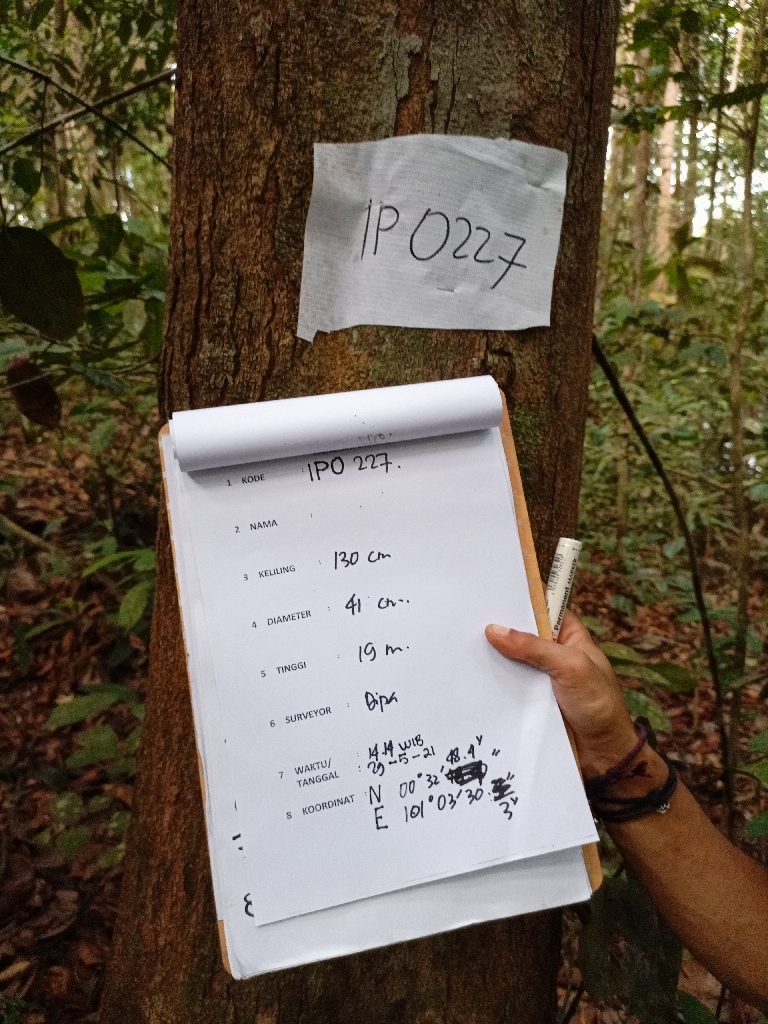 IPO227
1 KODE : IPO 227.
2 NAMA :
3 KELILING : 130 cm
4 DIAMETER : 41 cm.
5 TINGGI : 19 m.
6 SURVEYOR : Dipa
7 WAKTU/ : 14.14 WIB
TANGGAL : 29-5-21
8 KOORDINAT : N 00° 32' 48.4"
E 101° 03' 30.3"
Permanent Marker